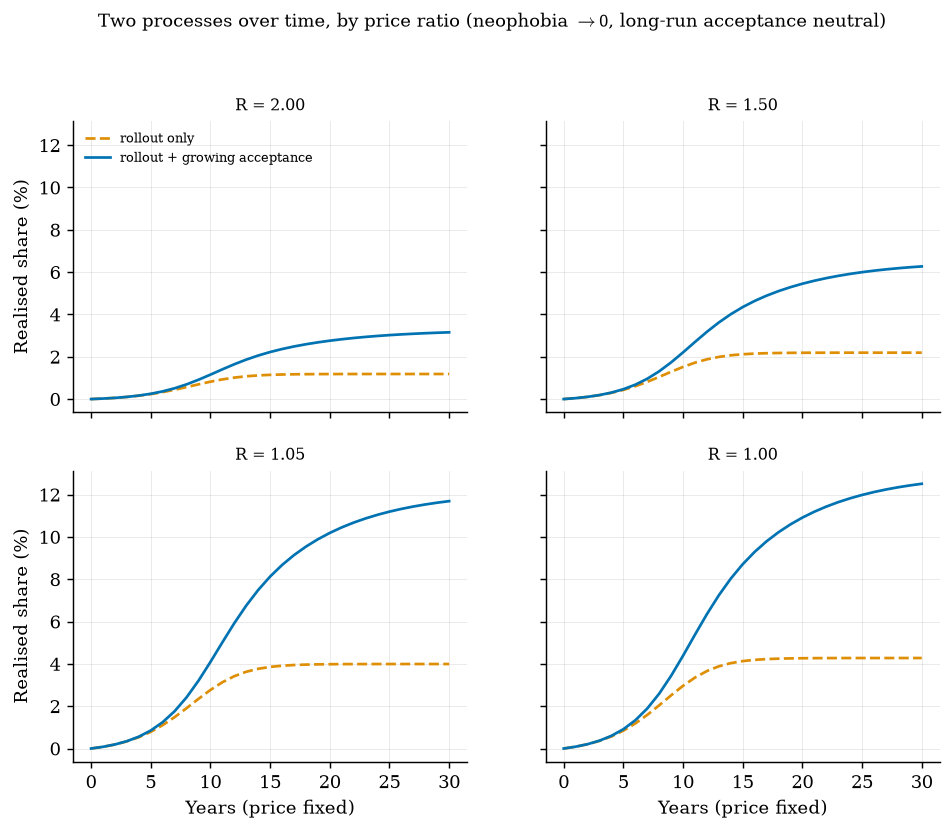 Two processes over time, by price ratio (neophobia → 0, long-run acceptance neutral)
R = 2.00
R = 1.50
rollout only
rollout + growing acceptance
12
10
8
6
4
2
0
Realised share (%)
R = 1.05
R = 1.00
12
10
8
6
4
2
0
Realised share (%)
0 5 10 15 20 25 30
0 5 10 15 20 25 30
Years (price fixed)
Years (price fixed)